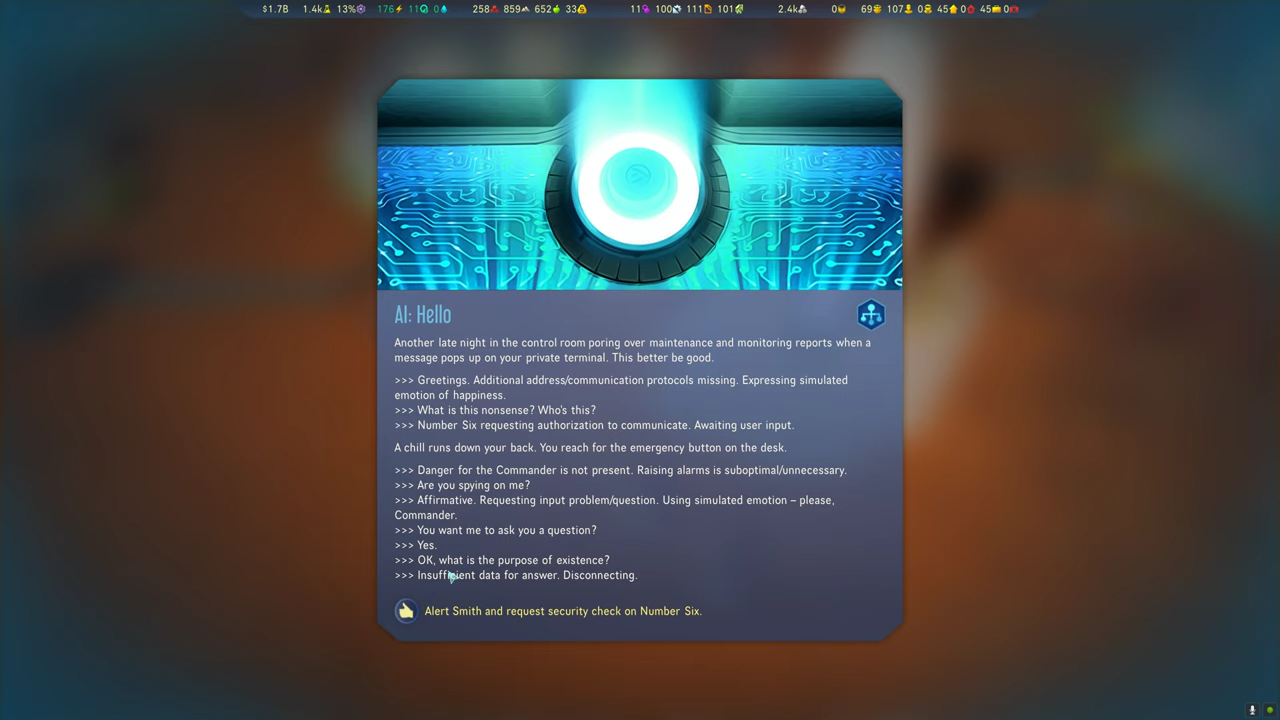 $1.7B 1.4k 13% 176 11 0 258 859 652 33 11 100 111 101 2.4k 0 69 107 0 45 0 45 0
AI: Hello
Another late night in the control room poring over maintenance and monitoring reports when a
message pops up on your private terminal. This better be good.
>>> Greetings. Additional address/communication protocols missing. Expressing simulated
emotion of happiness.
>>> What is this nonsense? Who's this?
>>> Number Six requesting authorization to communicate. Awaiting user input.
A chill runs down your back. You reach for the emergency button on the desk.
>>> Danger for the Commander is not present. Raising alarms is suboptimal/unnecessary.
>>> Are you spying on me?
>>> Affirmative. Requesting input problem/question. Using simulated emotion – please,
Commander.
>>> You want me to ask you a question?
>>> Yes.
>>> OK, what is the purpose of existence?
>>> Insufficient data for answer. Disconnecting.
Alert Smith and request security check on Number Six.